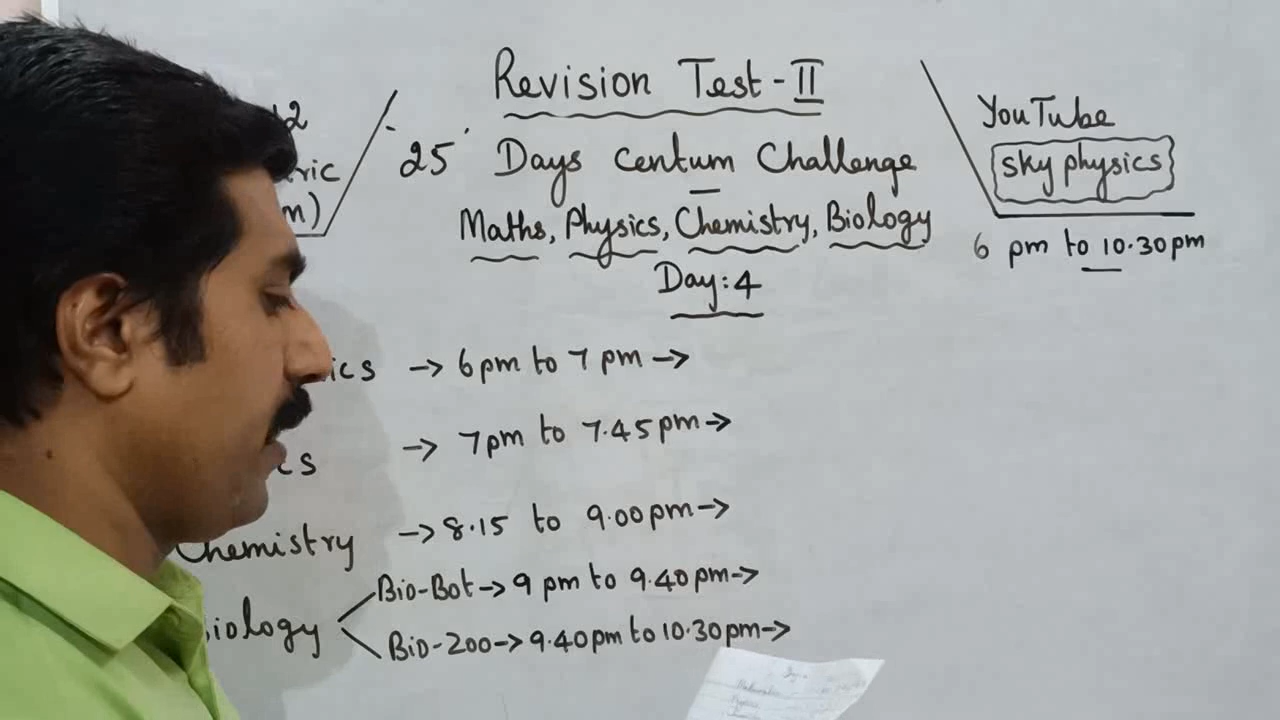 Revision Test - II
25 Days Centum Challenge
Maths, Physics, Chemistry, Biology
Day: 4
YouTube
sky physics
6 pm to 10.30pm
→ 6pm to 7 pm →
→ 7pm to 7.45pm →
Chemistry → 8.15 to 9.00pm →
Biology
Bio-Bot → 9 pm to 9.40pm →
Bio-Zoo → 9.40pm to 10.30pm →